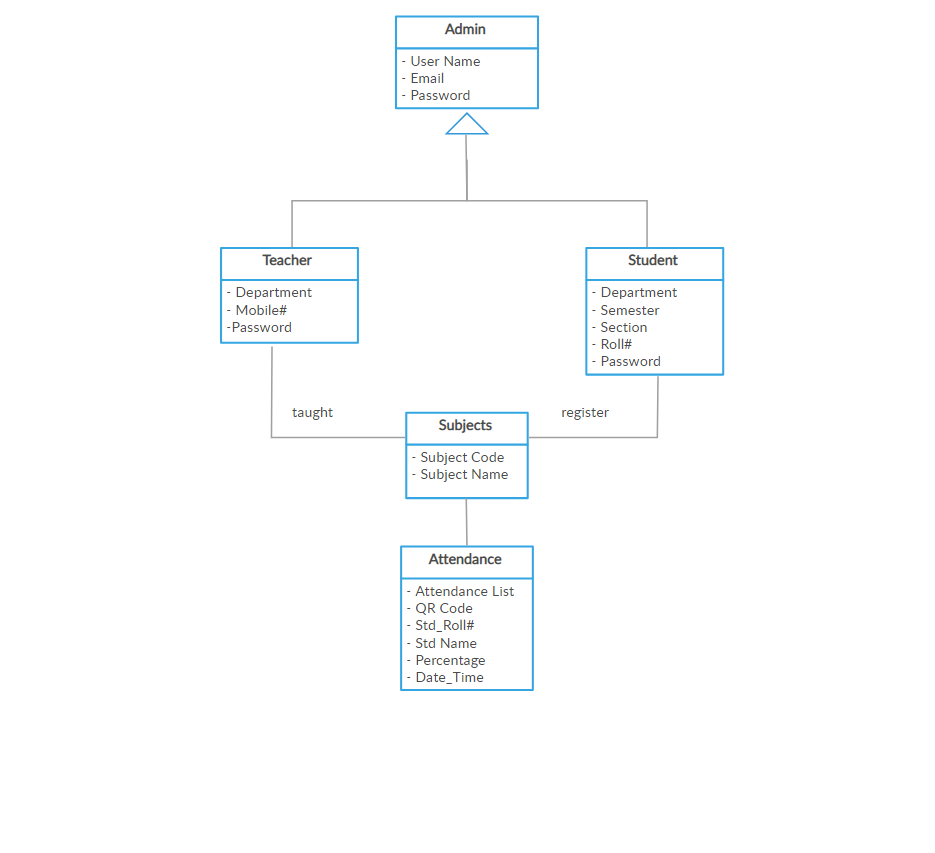 Admin
- User Name
- Email
- Password
Teacher
- Department
- Mobile#
-Password
Student
- Department
- Semester
- Section
- Roll#
- Password
taught
register
Subjects
- Subject Code
- Subject Name
Attendance
- Attendance List
- QR Code
- Std_Roll#
- Std Name
- Percentage
- Date_Time